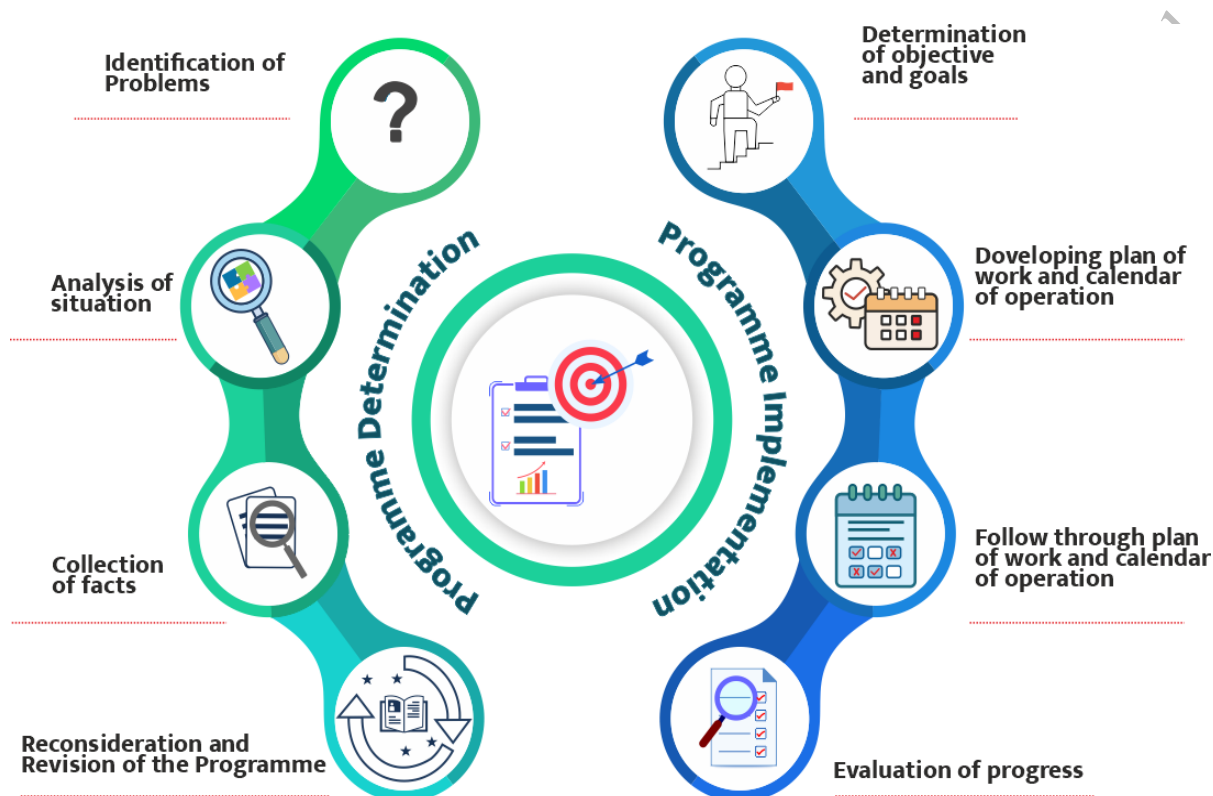 Identification of
Problems
Analysis of
situation
Collection
of facts
Reconsideration and
Revision of the Programme
Programme Determination
?
Programme Implementation
Determination
of objective
and goals
Doveloping plan of
work and calendar
of operation
Follow through plan
of work and calendar
of operation
Evaluation of progress